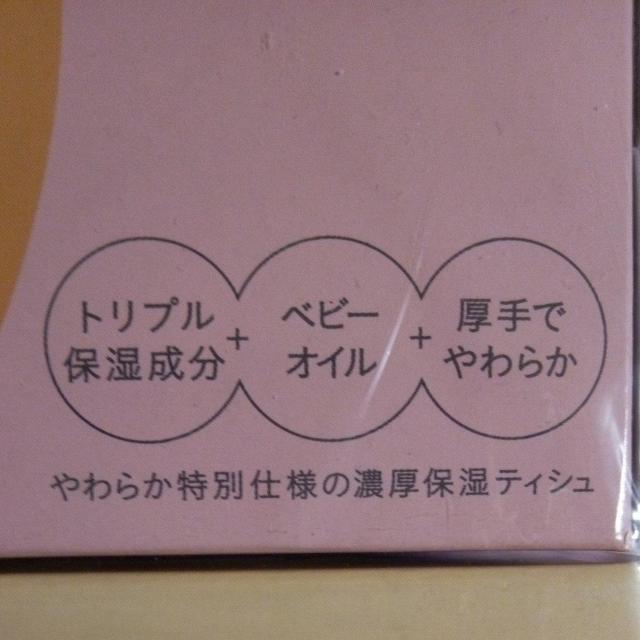 トリプル
保湿成分
+
ベビー
オイル
+
厚手で
やわらか
やわらか特別仕様の濃厚保湿ティシュ